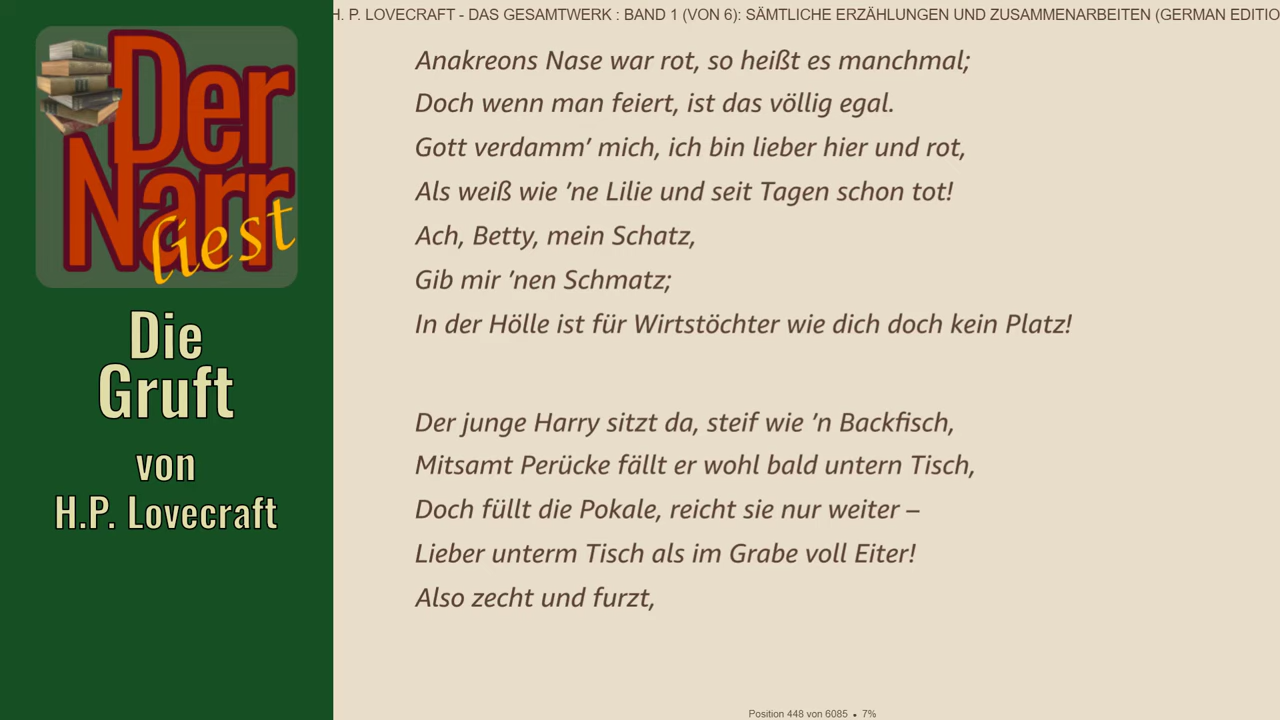 Der
Narr
liest
Die
Gruft
von
H.P. Lovecraft
H. P. LOVECRAFT - DAS GESAMTWERK : BAND 1 (VON 6): SÄMTLICHE ERZÄHLUNGEN UND ZUSAMMENARBEITEN (GERMAN EDITIO
Anakreons Nase war rot, so heißt es manchmal;
Doch wenn man feiert, ist das völlig egal.
Gott verdamm’ mich, ich bin lieber hier und rot,
Als weiß wie ’ne Lilie und seit Tagen schon tot!
Ach, Betty, mein Schatz,
Gib mir ’nen Schmatz;
In der Hölle ist für Wirtstöchter wie dich doch kein Platz!
Der junge Harry sitzt da, steif wie ’n Backfisch,
Mitsamt Perücke fällt er wohl bald untern Tisch,
Doch füllt die Pokale, reicht sie nur weiter –
Lieber unterm Tisch als im Grabe voll Eiter!
Also zecht und furzt,
Position 448 von 6085 • 7%